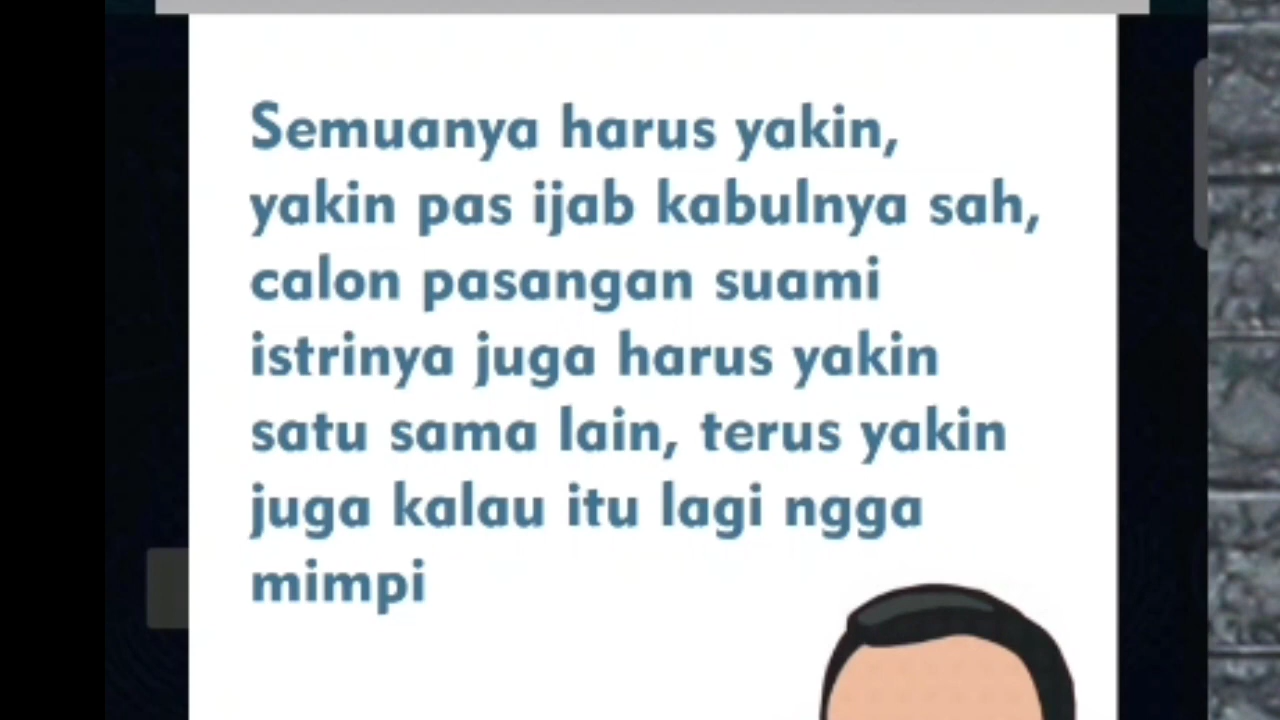 Semuanya harus yakin,
yakin pas ijab kabulnya sah,
calon pasangan suami
istrinya juga harus yakin
satu sama lain, terus yakin
juga kalau itu lagi ngga
mimpi